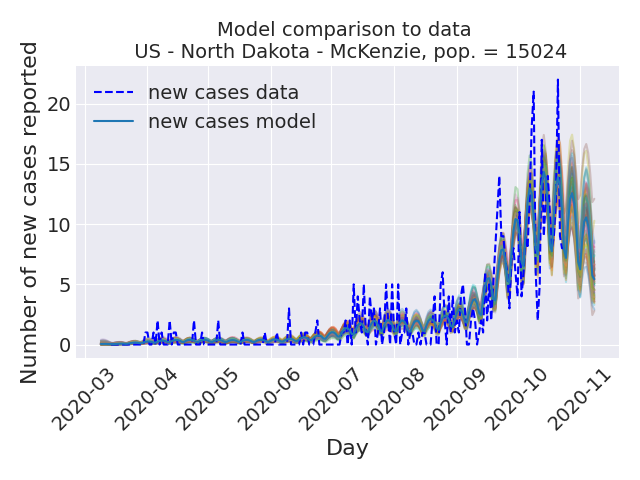 Model comparison to data
US - North Dakota - McKenzie, pop. = 15024
Number of new cases reported
20
15
10
5
0
new cases data
new cases model
2020-03
2020-04
2020-05
2020-06
2020-07
2020-08
2020-09
2020-10
2020-11
Day